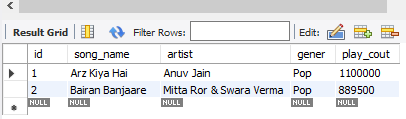 Result Grid Filter Rows: Edit:
id song_name artist gener play_cout
1 Arz Kiya Hai Anuv Jain Pop 1100000
2 Bairan Banjaare Mitta Ror & Swara Verma Pop 889500
NULL NULL NULL NULL NULL